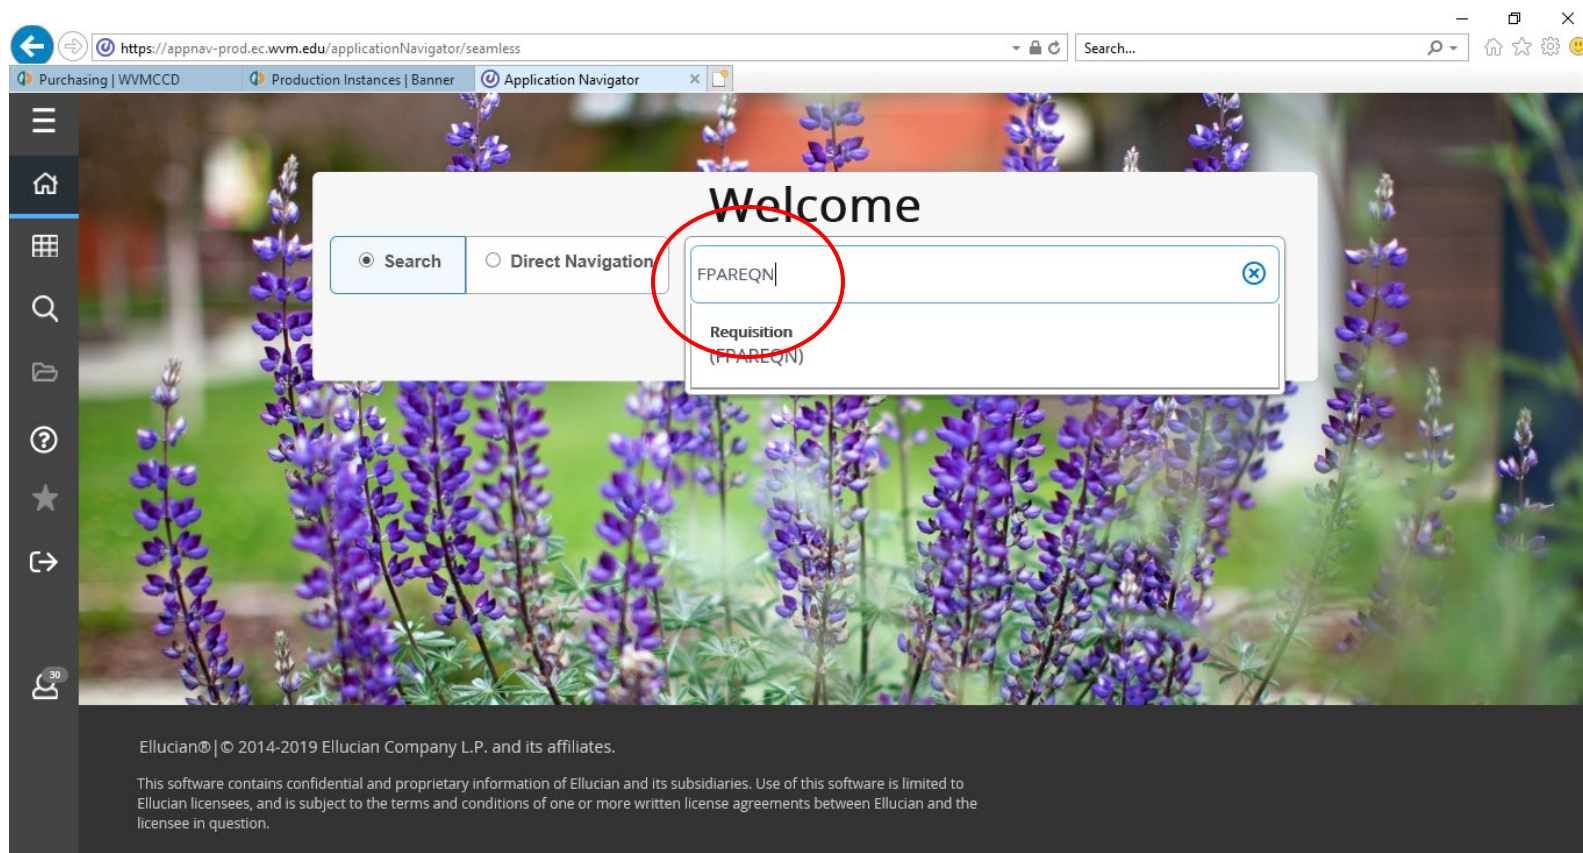 https://appnav-prod.ec.wvm.edu/applicationNavigator/seamless
Search...
Purchasing | WVMCCD
Production Instances | Banner
Application Navigator
Welcome
Search
Direct Navigation
FPAREQN
Requisition
(FPAREQN)
30
Ellucian®|© 2014-2019 Ellucian Company L.P. and its affiliates.
This software contains confidential and proprietary information of Ellucian and its subsidiaries. Use of this software is limited to
Ellucian licensees, and is subject to the terms and conditions of one or more written license agreements between Ellucian and the
licensee in question.